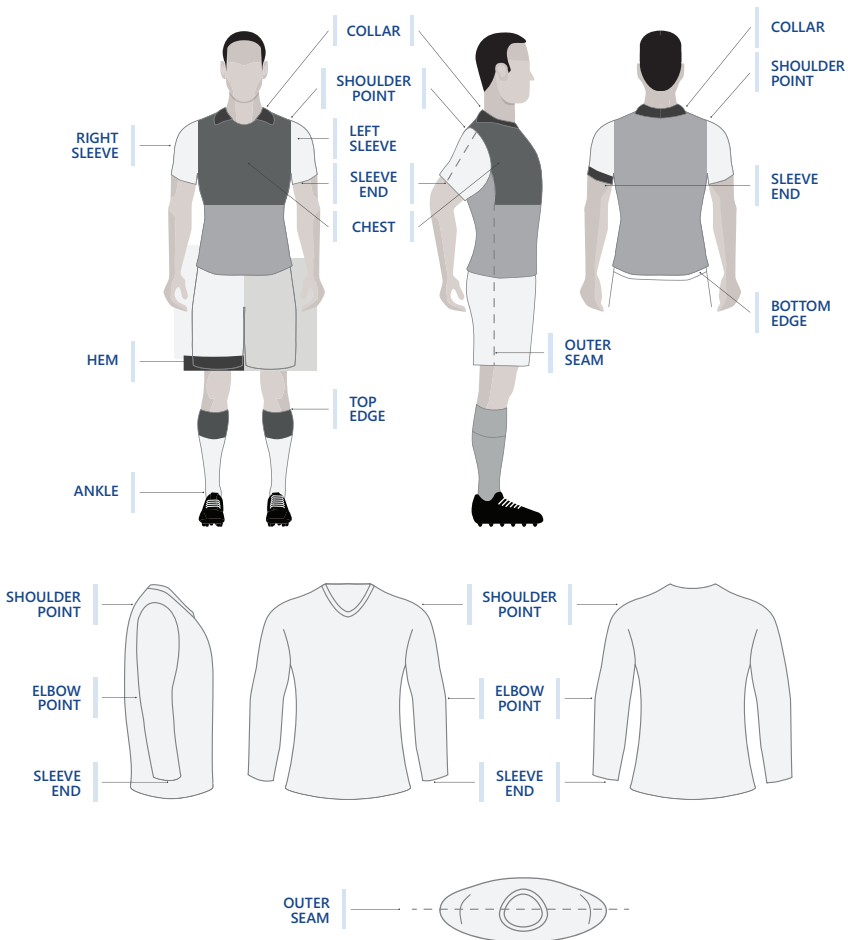 COLLAR
COLLAR
SHOULDER
POINT
SHOULDER
POINT
RIGHT
SLEEVE
LEFT
SLEEVE
SLEEVE
END
SLEEVE
END
CHEST
BOTTOM
EDGE
HEM
OUTER
SEAM
TOP
EDGE
ANKLE
SHOULDER
POINT
SHOULDER
POINT
ELBOW
POINT
ELBOW
POINT
SLEEVE
END
SLEEVE
END
OUTER
SEAM